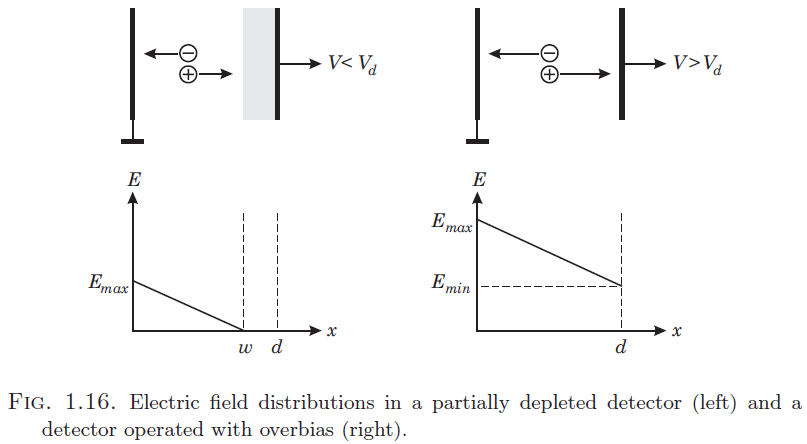 − −
V < V_d V > V_d
+ +
E E
E_max
E_max E_min
x x
w d d
FIG. 1.16. Electric field distributions in a partially depleted detector (left) and a
detector operated with overbias (right).